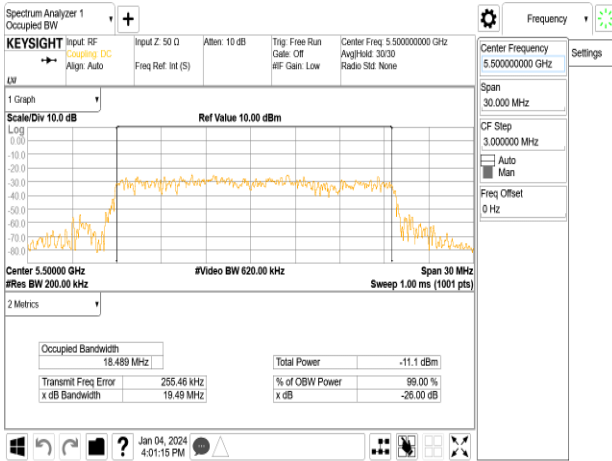 Spectrum Analyzer 1
Occupied BW
+
KEYSIGHT
Input: RF
Coupling: DC
Align: Auto
Input Z: 50 Ω
Freq Ref: Int (S)
Atten: 10 dB
Trig: Free Run
Gate: Off
#IF Gain: Low
Center Freq: 5.500000000 GHz
Avg|Hold: 30/30
Radio Std: None
LXI
1 Graph
Scale/Div 10.0 dB
Ref Value 10.00 dBm
Log
0.00
-10.0
-20.0
-30.0
-40.0
-50.0
-60.0
-70.0
-80.0
Center 5.50000 GHz
#Video BW 620.00 kHz
Span 30 MHz
#Res BW 200.00 kHz
Sweep 1.00 ms (1001 pts)
2 Metrics
Occupied Bandwidth
18.489 MHz
Total Power -11.1 dBm
Transmit Freq Error 255.46 kHz
% of OBW Power 99.00 %
x dB Bandwidth 19.49 MHz
x dB -26.00 dB
?
Jan 04, 2024
4:01:15 PM
Frequency
Settings
Center Frequency
5.500000000 GHz
Span
30.000 MHz
CF Step
3.000000 MHz
Auto
Man
Freq Offset
0 Hz